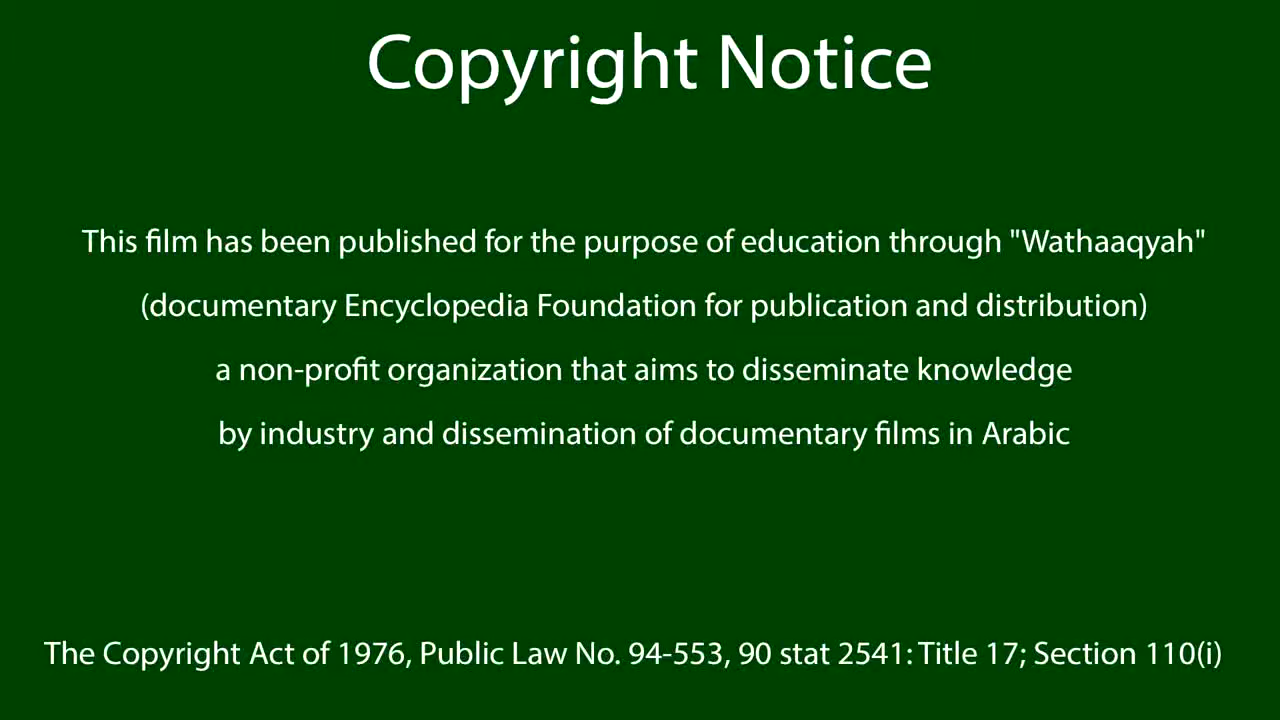 Copyright Notice
This film has been published for the purpose of education through "Wathaaqyah"
(documentary Encyclopedia Foundation for publication and distribution)
a non-profit organization that aims to disseminate knowledge
by industry and dissemination of documentary films in Arabic
The Copyright Act of 1976, Public Law No. 94-553, 90 stat 2541: Title 17; Section 110(i)